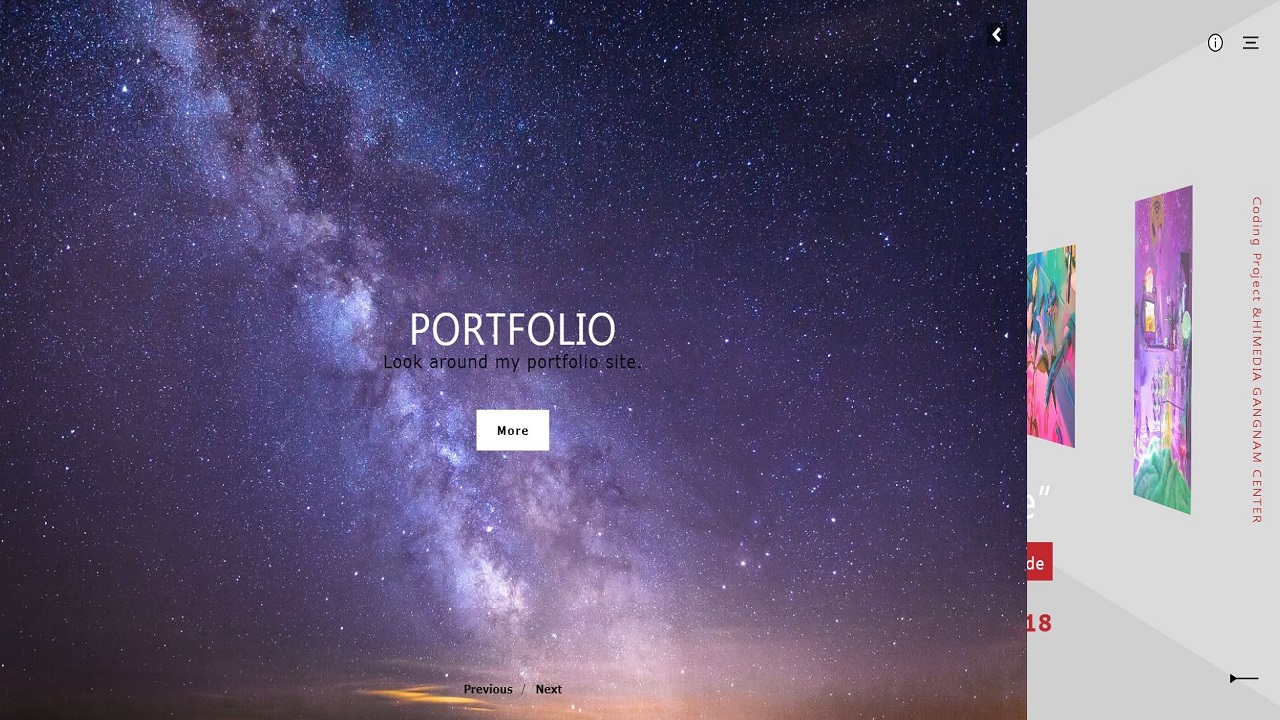 PORTFOLIO
Look around my portfolio site.
More
Previous / Next
Coding Project &HIMEDIA GANGNAM CENTER
e”
de
18